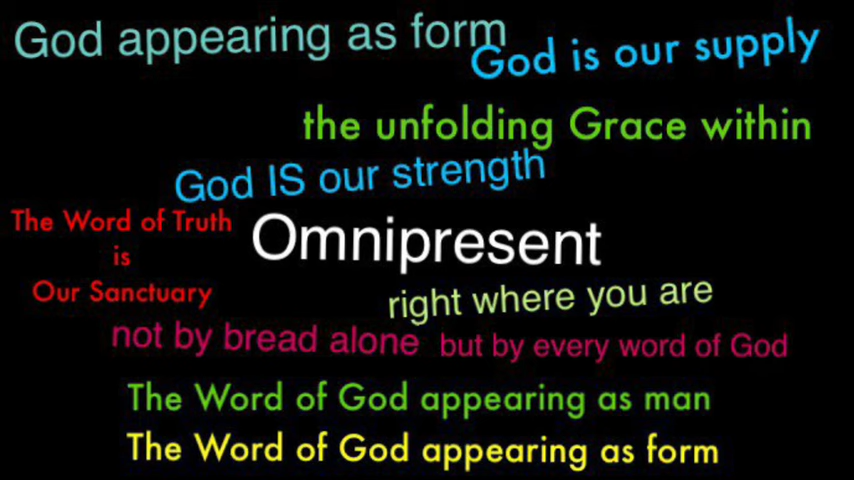 God appearing as form
God is our supply
the unfolding Grace within
God IS our strength
The Word of Truth
is
Our Sanctuary
Omnipresent
right where you are
not by bread alone but by every word of God
The Word of God appearing as man
The Word of God appearing as form